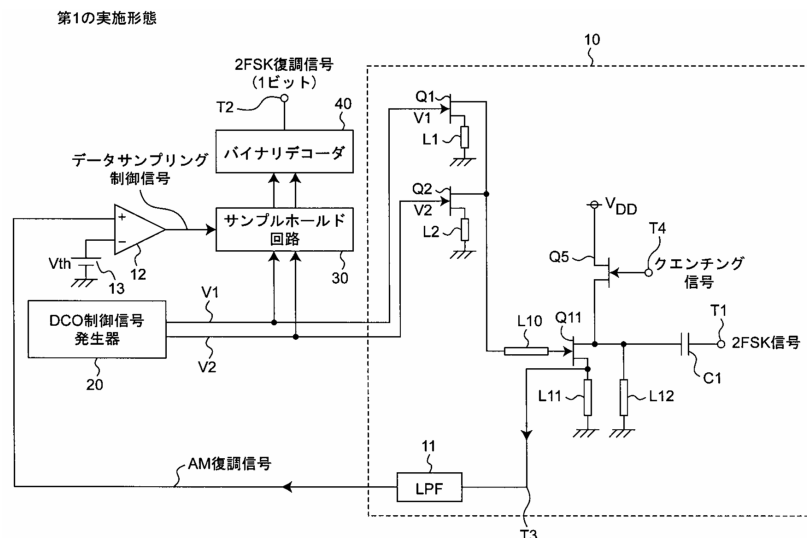 第1の実施形態
10
2FSK復調信号
(1ビット)
T2
40
バイナリデコーダ
データサンプリング
制御信号
サンプルホールド
回路
30
+
−
Vth
13
12
DCO制御信号
発生器
20
V1
V2
Q1
V1
L1
Q2
V2
L2
VDD
Q5
T4
クエンチング
信号
L10
Q11
T1
2FSK信号
C1
L11
L12
AM復調信号
11
LPF
T3